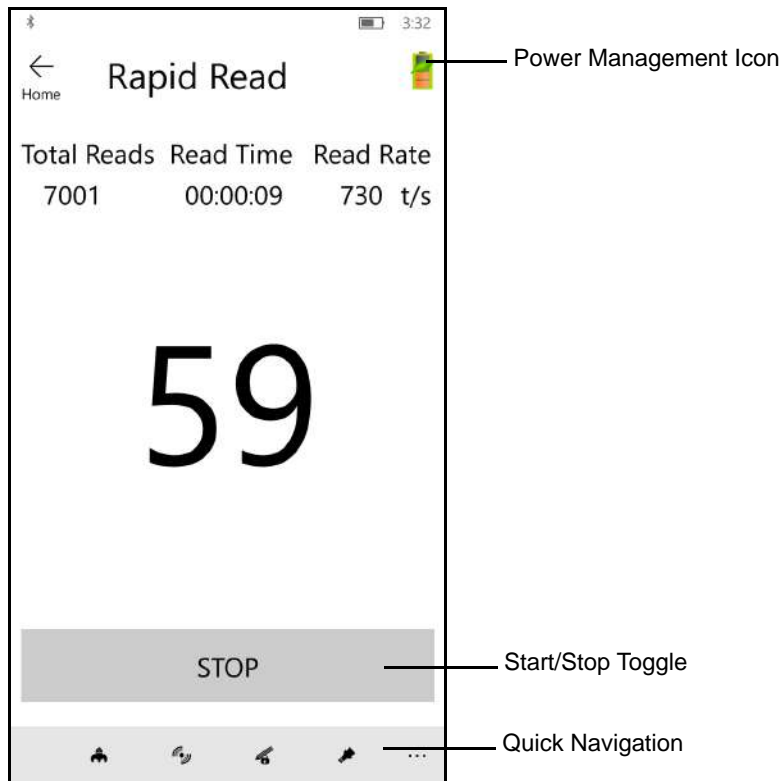 3:32
Power Management Icon
Home
Rapid Read
Total Reads Read Time Read Rate
7001 00:00:09 730 t/s
59
STOP
Start/Stop Toggle
Quick Navigation
...